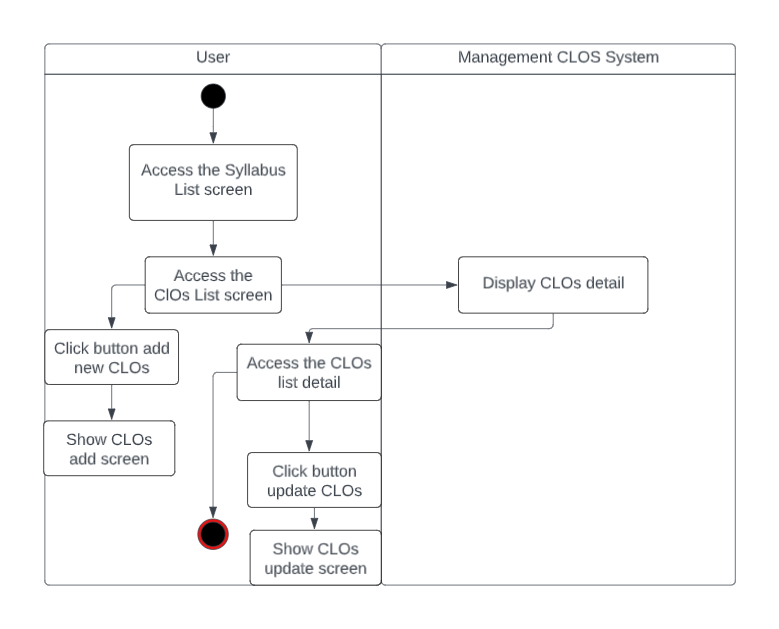 User
Management CLOS System
Access the Syllabus
List screen
Access the
ClOs List screen
Display CLOs detail
Click button add
new CLOs
Access the CLOs
list detail
Show CLOs
add screen
Click button
update CLOs
Show CLOs
update screen